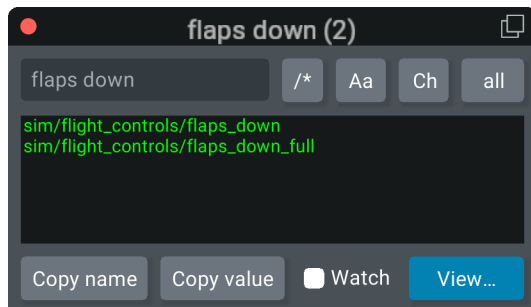 flaps down (2)
flaps down /* Aa Ch all
sim/flight_controls/flaps_down
sim/flight_controls/flaps_down_full
Copy name Copy value Watch View...